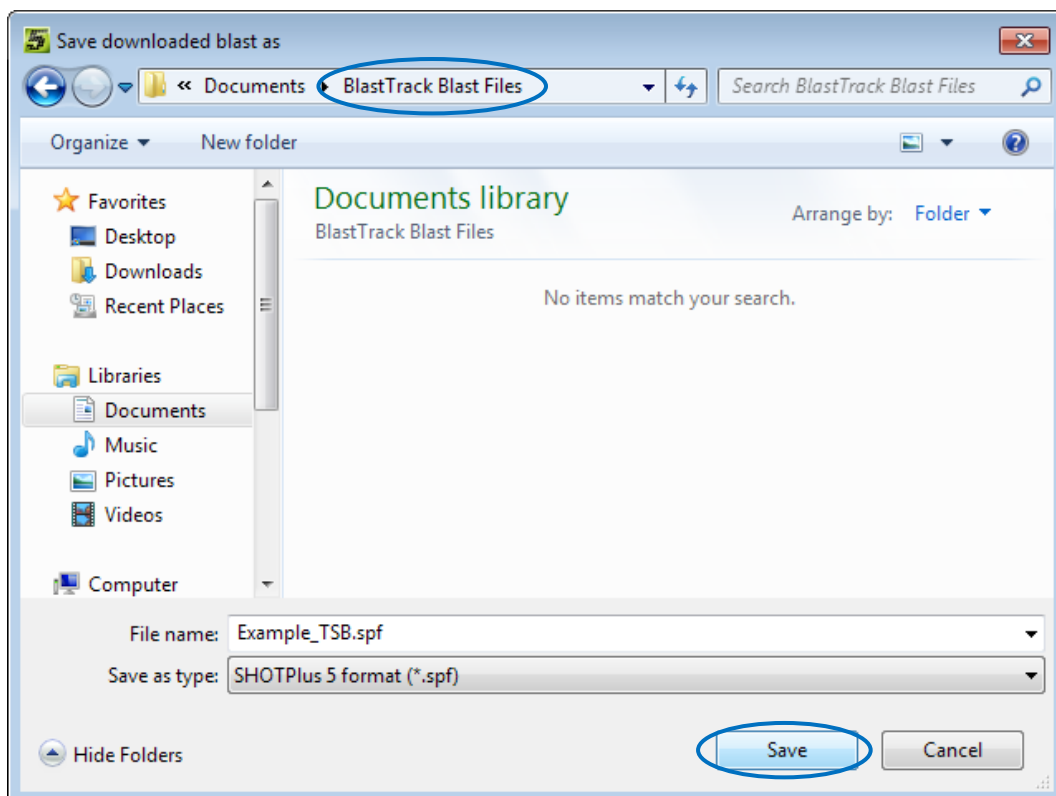 Save downloaded blast as
« Documents ▸ BlastTrack Blast Files
Search BlastTrack Blast Files
Organize
New folder
Favorites
Desktop
Downloads
Recent Places
Libraries
Documents
Music
Pictures
Videos
Computer
Documents library
BlastTrack Blast Files
Arrange by: Folder
No items match your search.
File name: Example_TSB.spf
Save as type: SHOTPlus 5 format (*.spf)
Hide Folders
Save
Cancel